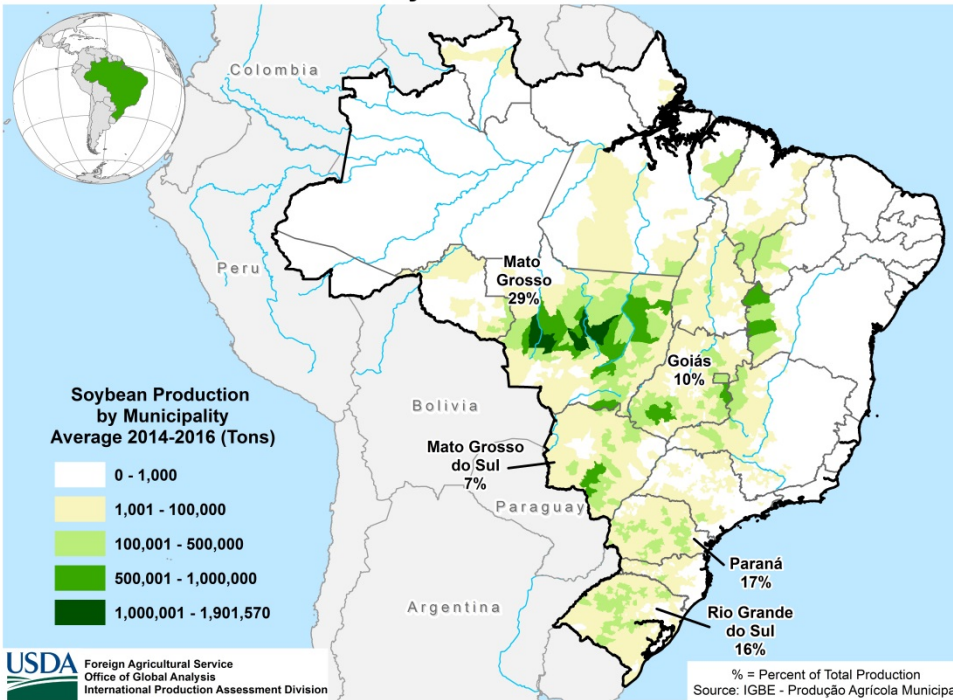 Colombia
Peru
Mato
Grosso
29%
Goiás
10%
Soybean Production
by Municipality
Average 2014-2016 (Tons)
0 - 1,000
1,001 - 100,000
100,001 - 500,000
500,001 - 1,000,000
1,000,001 - 1,901,570
Bolivia
Mato Grosso
do Sul
7%
Paraguay
Paraná
17%
Argentina
Rio Grande
do Sul
16%
USDA
Foreign Agricultural Service
Office of Global Analysis
International Production Assessment Division
% = Percent of Total Production
Source: IGBE - Produção Agrícola Municipa